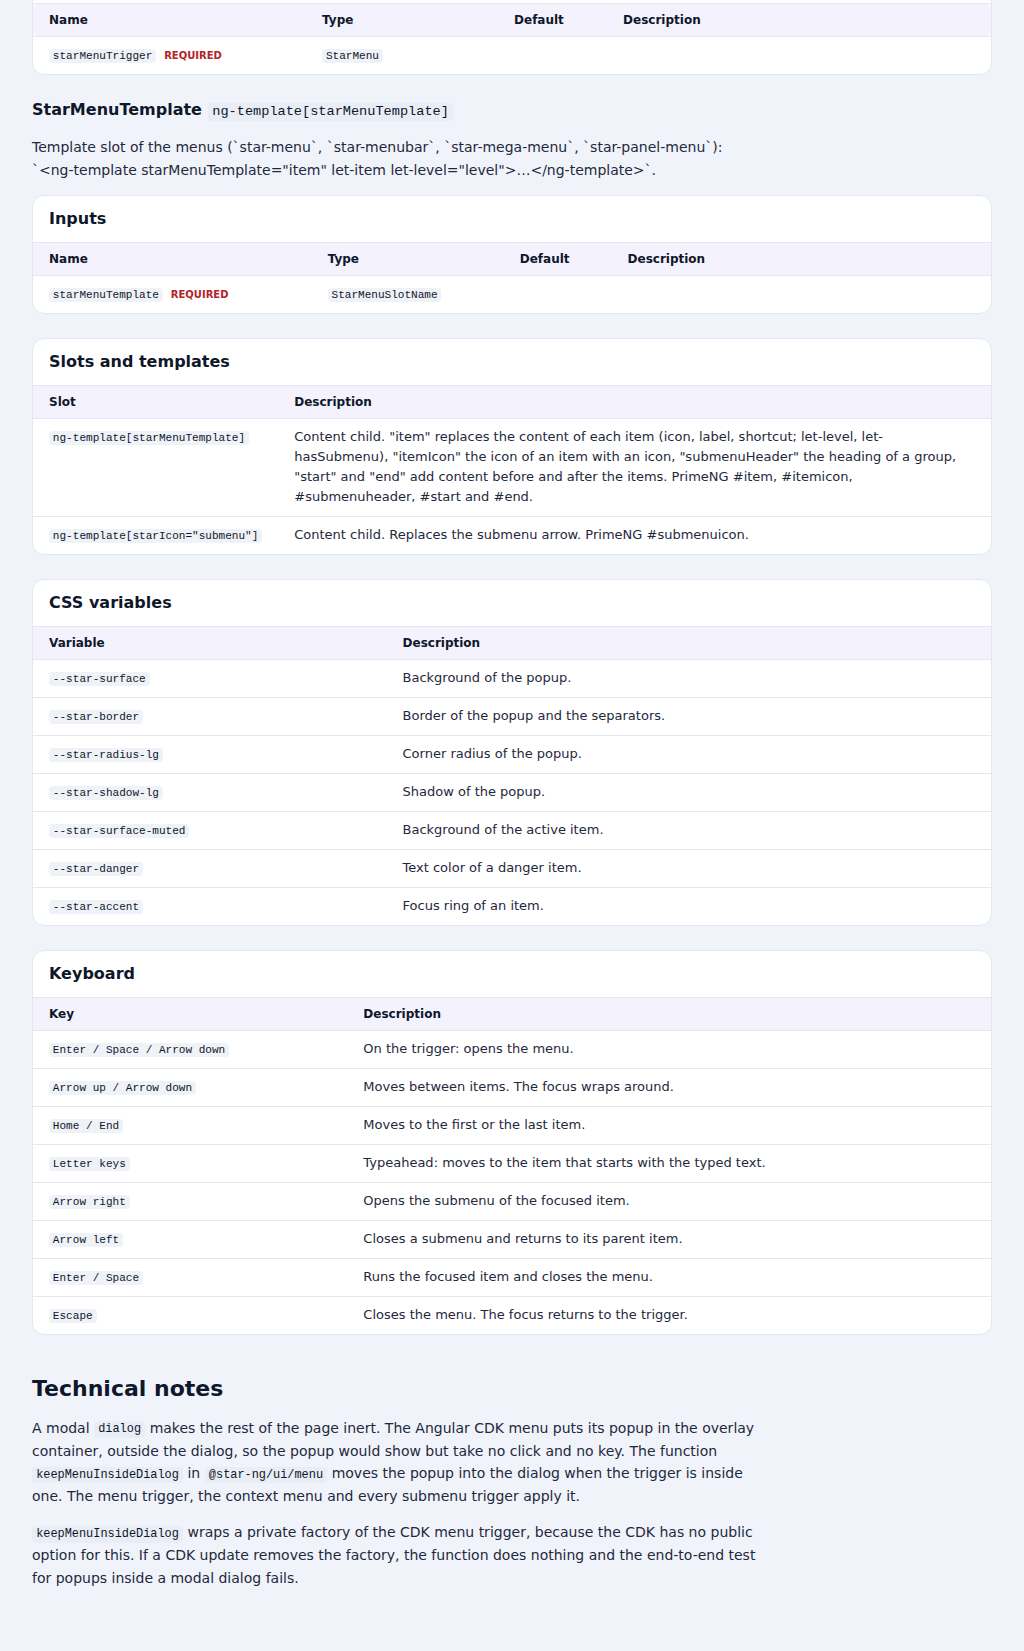 Name Type Default Description
starMenuTrigger REQUIRED StarMenu
StarMenuTemplate ng-template[starMenuTemplate]
Template slot of the menus (`star-menu`, `star-menubar`, `star-mega-menu`, `star-panel-menu`):
`<ng-template starMenuTemplate="item" let-item let-level="level">…</ng-template>`.
Inputs
Name Type Default Description
starMenuTemplate REQUIRED StarMenuSlotName
Slots and templates
Slot Description
ng-template[starMenuTemplate] Content child. "item" replaces the content of each item (icon, label, shortcut; let-level, let-
hasSubmenu), "itemIcon" the icon of an item with an icon, "submenuHeader" the heading of a group,
"start" and "end" add content before and after the items. PrimeNG #item, #itemicon,
#submenuheader, #start and #end.
ng-template[starIcon="submenu"] Content child. Replaces the submenu arrow. PrimeNG #submenuicon.
CSS variables
Variable Description
--star-surface Background of the popup.
--star-border Border of the popup and the separators.
--star-radius-lg Corner radius of the popup.
--star-shadow-lg Shadow of the popup.
--star-surface-muted Background of the active item.
--star-danger Text color of a danger item.
--star-accent Focus ring of an item.
Keyboard
Key Description
Enter / Space / Arrow down On the trigger: opens the menu.
Arrow up / Arrow down Moves between items. The focus wraps around.
Home / End Moves to the first or the last item.
Letter keys Typeahead: moves to the item that starts with the typed text.
Arrow right Opens the submenu of the focused item.
Arrow left Closes a submenu and returns to its parent item.
Enter / Space Runs the focused item and closes the menu.
Escape Closes the menu. The focus returns to the trigger.
Technical notes
A modal dialog makes the rest of the page inert. The Angular CDK menu puts its popup in the overlay
container, outside the dialog, so the popup would show but take no click and no key. The function
keepMenuInsideDialog in @star-ng/ui/menu moves the popup into the dialog when the trigger is inside
one. The menu trigger, the context menu and every submenu trigger apply it.
keepMenuInsideDialog wraps a private factory of the CDK menu trigger, because the CDK has no public
option for this. If a CDK update removes the factory, the function does nothing and the end-to-end test
for popups inside a modal dialog fails.